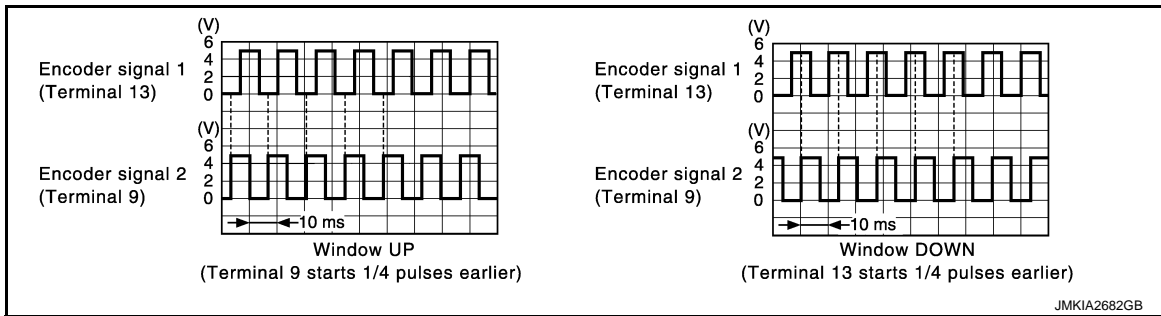 (V)
6
4
2
0
Encoder signal 1
(Terminal 13)
(V)
6
4
2
0
Encoder signal 2
(Terminal 9)
10 ms
Window UP
(Terminal 9 starts 1/4 pulses earlier)
(V)
6
4
2
0
Encoder signal 1
(Terminal 13)
(V)
6
4
2
0
Encoder signal 2
(Terminal 9)
10 ms
Window DOWN
(Terminal 13 starts 1/4 pulses earlier)
JMKIA2682GB